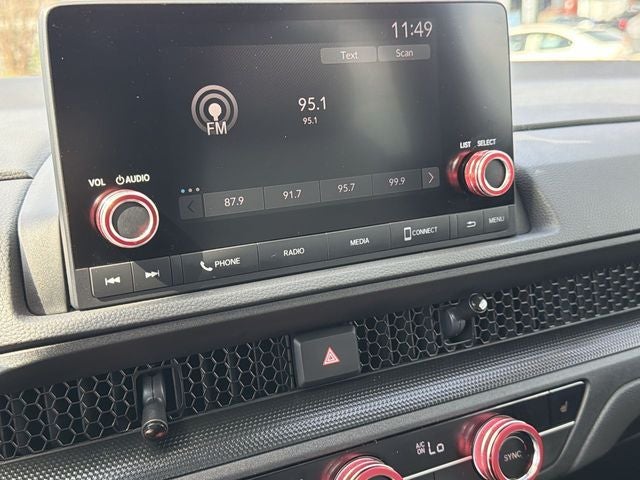 11:49
Text Scan
FM
95.1
95.1
LIST SELECT
VOL AUDIO
87.9 91.7 95.7 99.9
PHONE RADIO MEDIA CONNECT MENU
A/C
ON Lo
SYNC